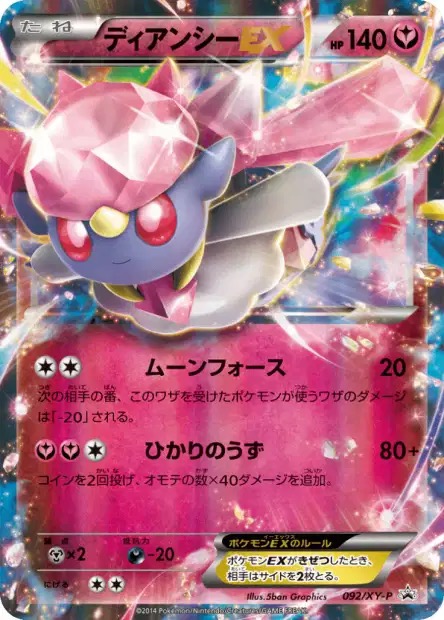 たね ディアンシーEX HP140
ムーンフォース 20
次の相手の番、このワザを受けたポケモンが使うワザのダメージ
は「-20」される。
ひかりのうず 80+
コインを2回投げ、オモテの数×40ダメージを追加。
弱点 ×2 抵抗力 -20
ポケモンEXのルール
ポケモンEXがきぜつしたとき、
相手はサイドを2枚とる。
にげる
Illus. 5ban Graphics 092/XY-P
©2014 Pokémon/Nintendo/Creatures/GAME FREAK.